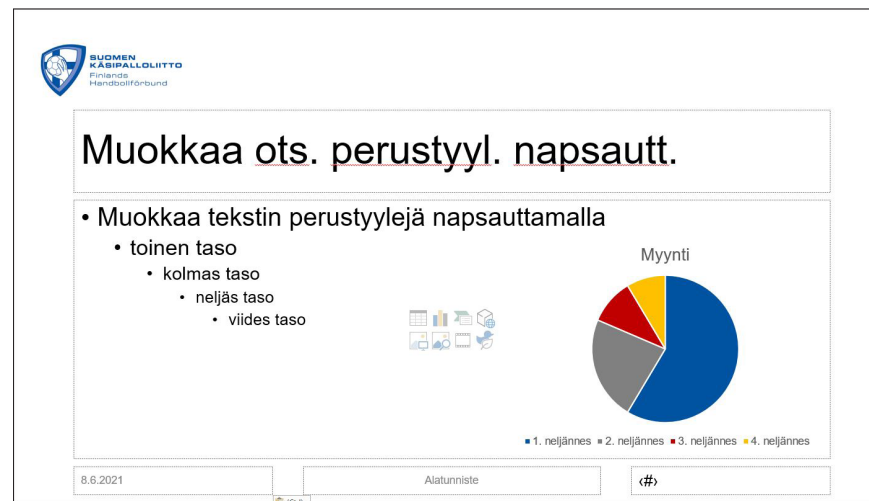 SUOMEN
KÄSIPALLOLIITTO
Finlands
Handbollförbund
Muokkaa ots. perustyyl. napsautt.
• Muokkaa tekstin perustyylejä napsauttamalla
• toinen taso
• kolmas taso
• neljäs taso
• viides taso
Myynti
1. neljännes 2. neljännes 3. neljännes 4. neljännes
8.6.2021 Alatunniste ‹#›